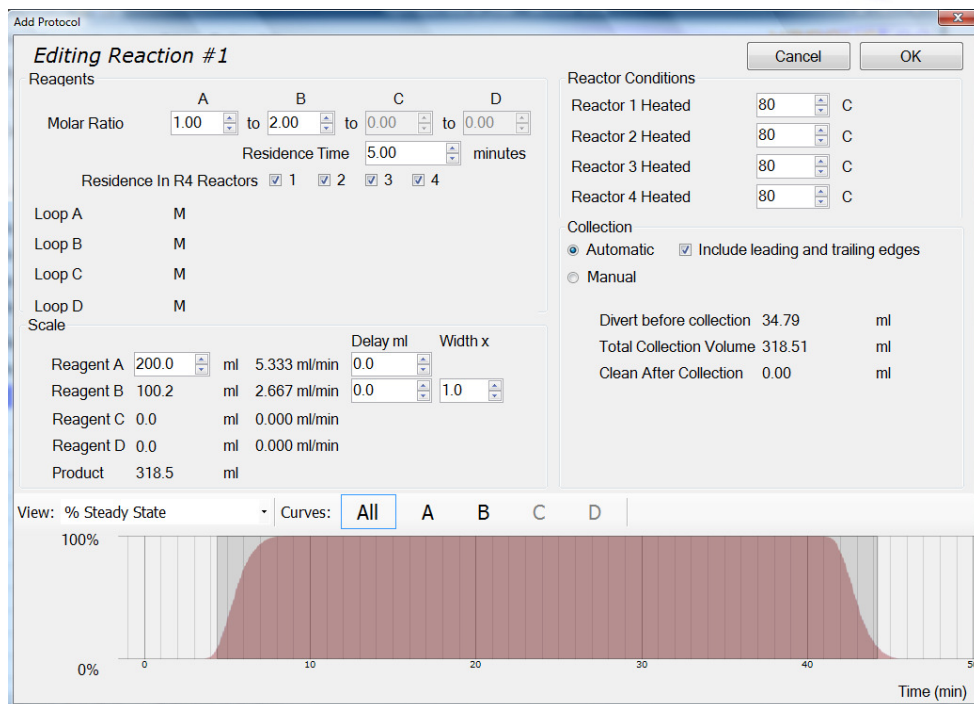 Add Protocol
x
Editing Reaction #1
Cancel OK
Reagents
A B C D
Molar Ratio 1.00 to 2.00 to 0.00 to 0.00
Residence Time 5.00 minutes
Residence In R4 Reactors 1 2 3 4
Loop A M
Loop B M
Loop C M
Loop D M
Reactor Conditions
Reactor 1 Heated 80 C
Reactor 2 Heated 80 C
Reactor 3 Heated 80 C
Reactor 4 Heated 80 C
Collection
Automatic Include leading and trailing edges
Manual
Divert before collection 34.79 ml
Total Collection Volume 318.51 ml
Clean After Collection 0.00 ml
Scale
Delay ml Width x
Reagent A 200.0 ml 5.333 ml/min 0.0
Reagent B 100.2 ml 2.667 ml/min 0.0 1.0
Reagent C 0.0 ml 0.000 ml/min
Reagent D 0.0 ml 0.000 ml/min
Product 318.5 ml
View: % Steady State Curves: All A B C D
100%
0%
0 10 20 30 40
Time (min)